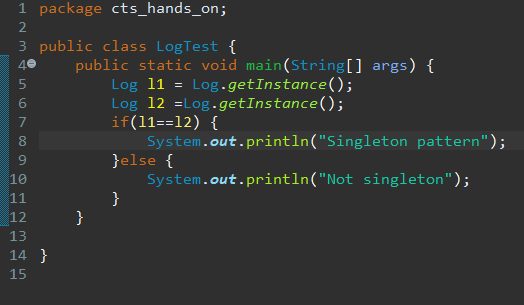 1 package cts_hands_on;
2
3 public class LogTest {
4 public static void main(String[] args) {
5 Log l1 = Log.getInstance();
6 Log l2 =Log.getInstance();
7 if(l1==l2) {
8 System.out.println("Singleton pattern");
9 }else {
10 System.out.println("Not singleton");
11 }
12 }
13
14 }
15